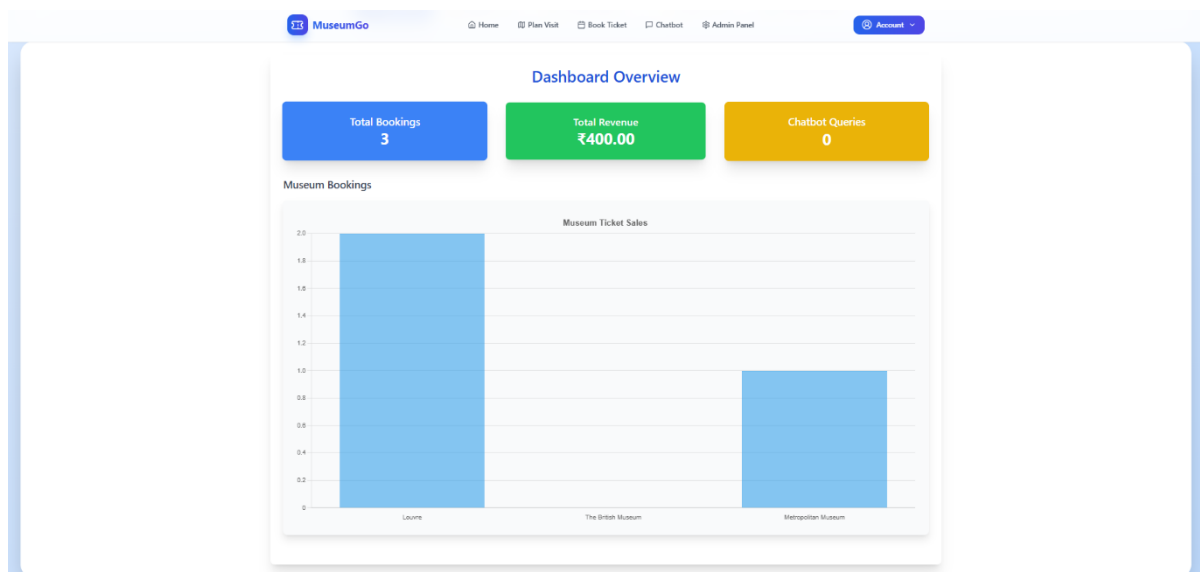 MuseumGo
Home Plan Visit Book Ticket Chatbot Admin Panel
Account
Dashboard Overview
Total Bookings
3
Total Revenue
₹400.00
Chatbot Queries
0
Museum Bookings
Museum Ticket Sales
2.0
1.8
1.6
1.4
1.2
1.0
0.8
0.6
0.4
0.2
0
Louvre The British Museum Metropolitan Museum